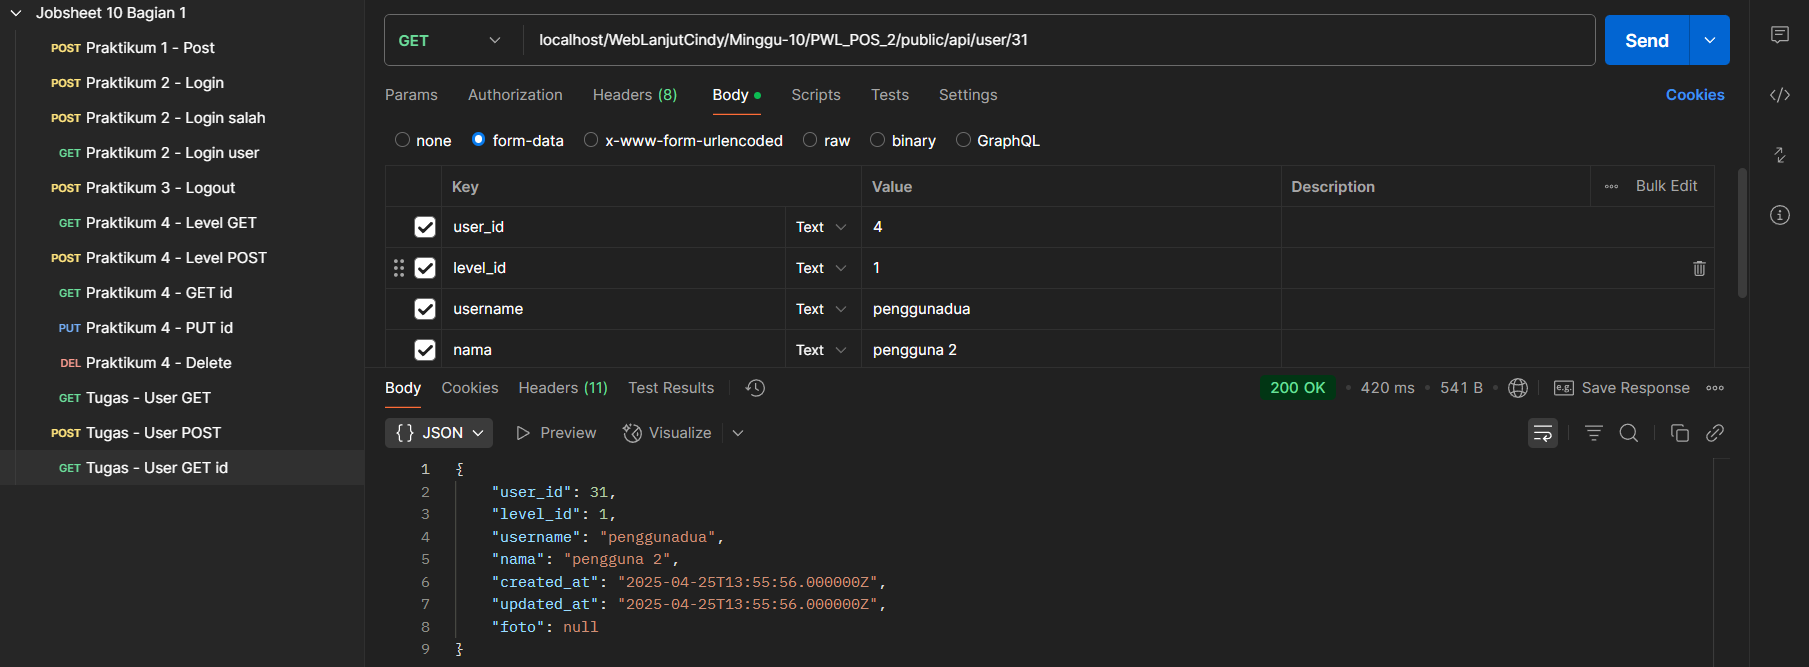 Jobsheet 10 Bagian 1
POST Praktikum 1 - Post
POST Praktikum 2 - Login
POST Praktikum 2 - Login salah
GET Praktikum 2 - Login user
POST Praktikum 3 - Logout
GET Praktikum 4 - Level GET
POST Praktikum 4 - Level POST
GET Praktikum 4 - GET id
PUT Praktikum 4 - PUT id
DEL Praktikum 4 - Delete
GET Tugas - User GET
POST Tugas - User POST
GET Tugas - User GET id
GET localhost/WebLanjutCindy/Minggu-10/PWL_POS_2/public/api/user/31 Send
Params Authorization Headers (8) Body Scripts Tests Settings Cookies
none form-data x-www-form-urlencoded raw binary GraphQL
Key Value Description Bulk Edit
user_id Text 4
level_id Text 1
username Text penggunadua
nama Text pengguna 2
Body Cookies Headers (11) Test Results 200 OK 420 ms 541 B e.g. Save Response
{} JSON Preview Visualize
1 {
2 "user_id": 31,
3 "level_id": 1,
4 "username": "penggunadua",
5 "nama": "pengguna 2",
6 "created_at": "2025-04-25T13:55:56.000000Z",
7 "updated_at": "2025-04-25T13:55:56.000000Z",
8 "foto": null
9 }